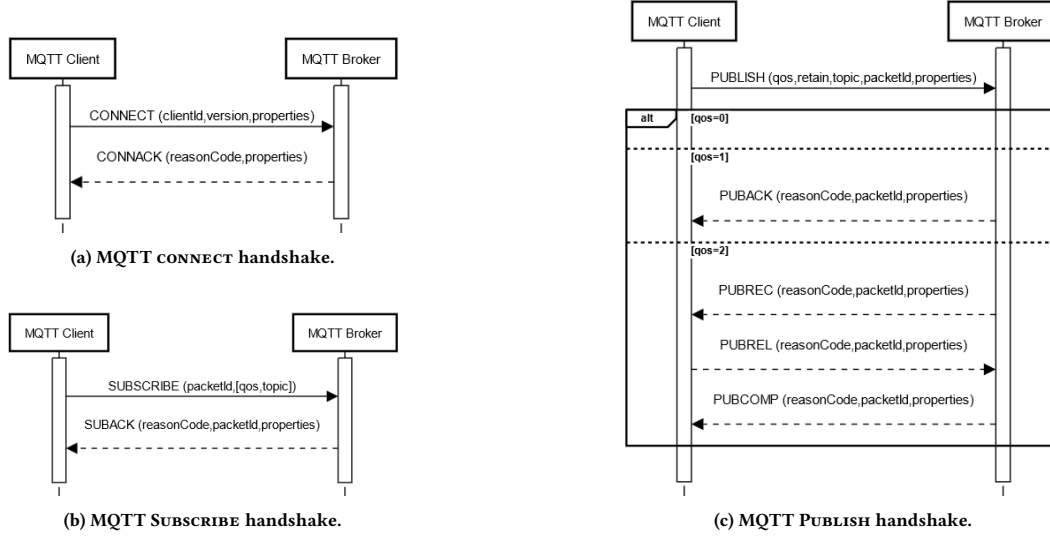 MQTT Client
MQTT Broker
CONNECT (clientId,version,properties)
CONNACK (reasonCode,properties)
(a) MQTT CONNECT handshake.
MQTT Client
MQTT Broker
SUBSCRIBE (packetId,[qos,topic])
SUBACK (reasonCode,packetId,properties)
(b) MQTT SUBSCRIBE handshake.
MQTT Client
MQTT Broker
PUBLISH (qos,retain,topic,packetId,properties)
alt
[qos=0]
[qos=1]
PUBACK (reasonCode,packetId,properties)
[qos=2]
PUBREC (reasonCode,packetId,properties)
PUBREL (reasonCode,packetId,properties)
PUBCOMP (reasonCode,packetId,properties)
(c) MQTT PUBLISH handshake.